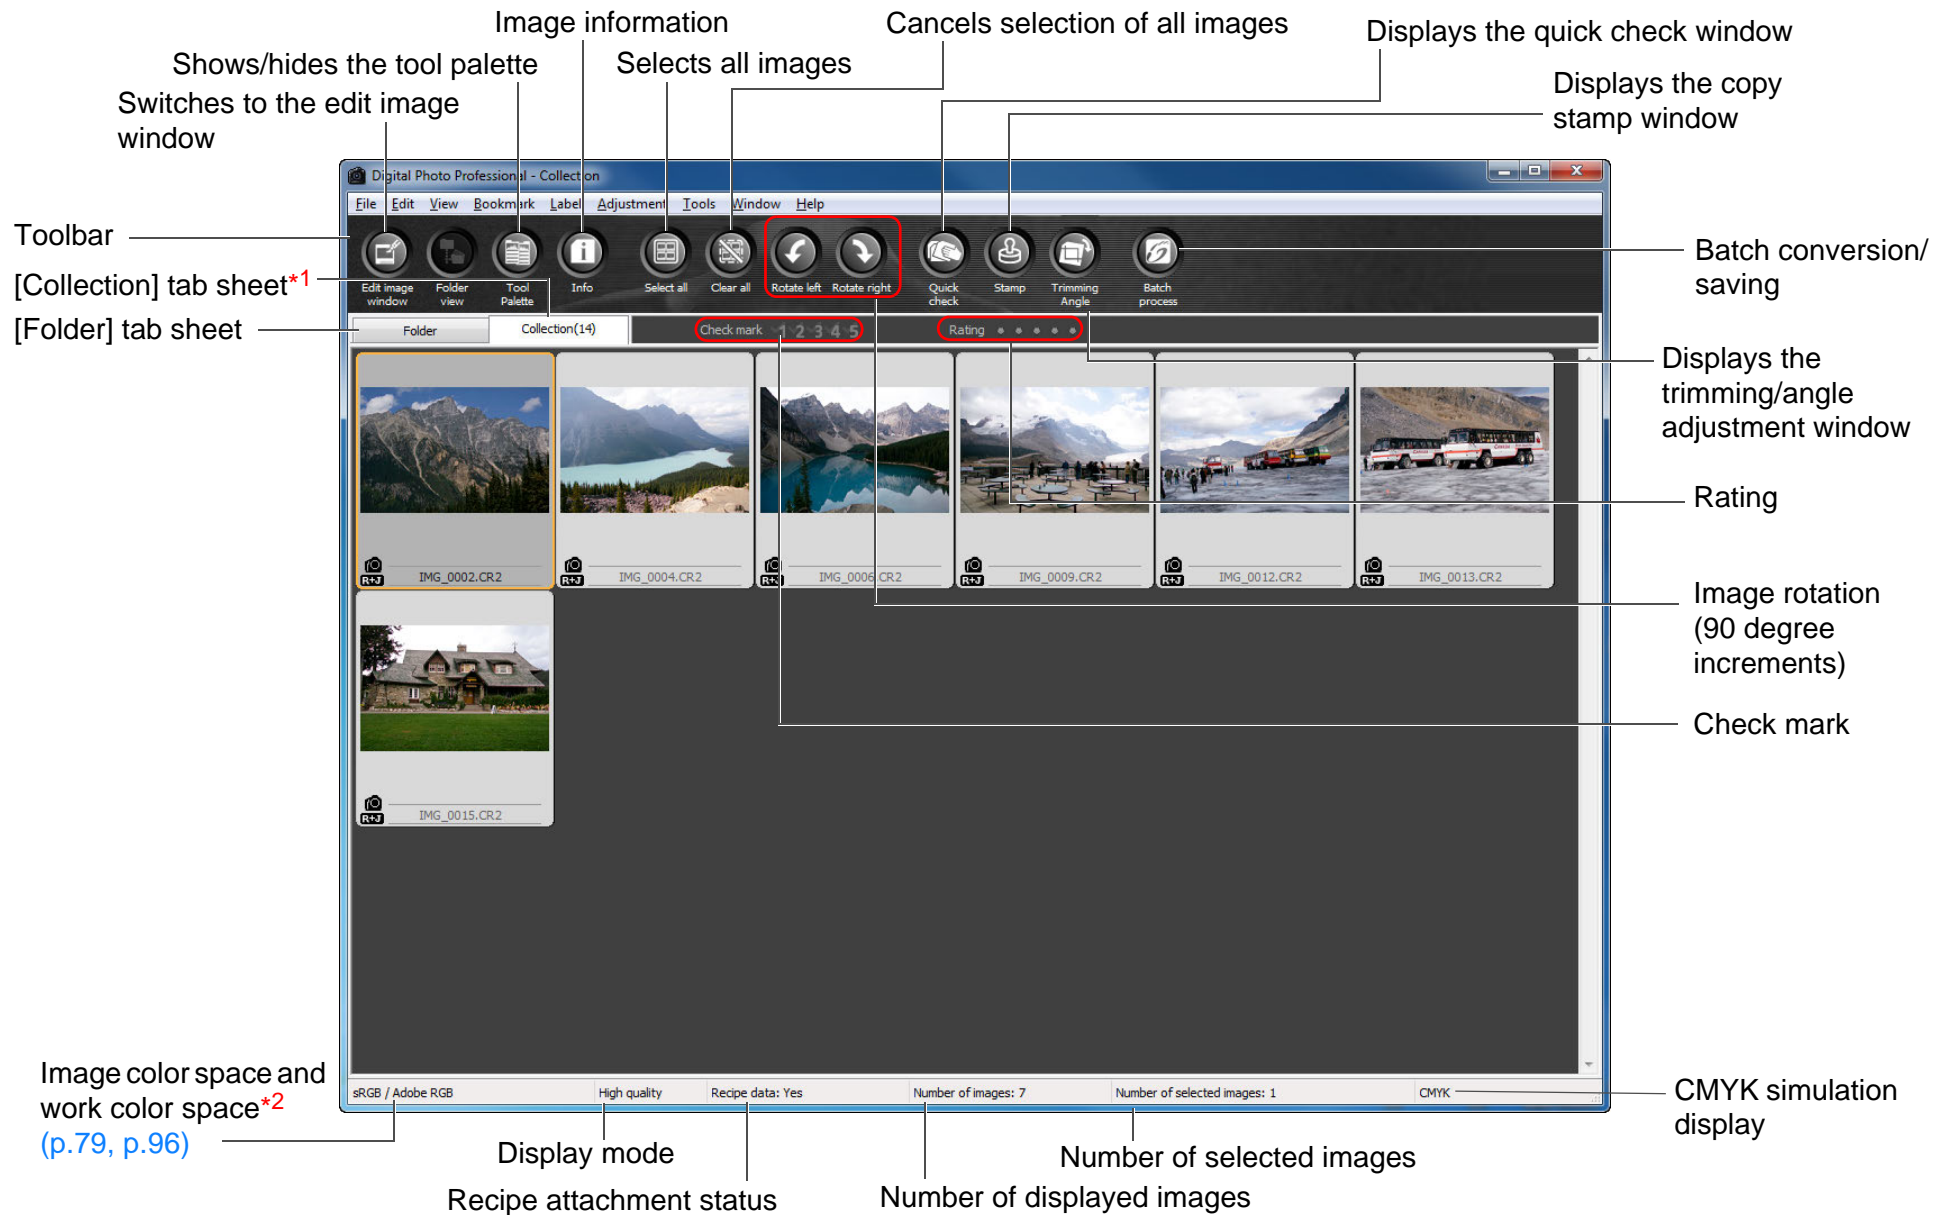 Image information
Cancels selection of all images
Displays the quick check window
Shows/hides the tool palette
Selects all images
Displays the copy
stamp window
Switches to the edit image
window
Digital Photo Professional - Collection
File Edit View Bookmark Label Adjustment Tools Window Help
Toolbar
[Collection] tab sheet*1
[Folder] tab sheet
Edit image
window
Folder
view
Tool
Palette
Info
Select all
Clear all
Rotate left
Rotate right
Quick
check
Stamp
Trimming
Angle
Batch
process
Batch conversion/
saving
Folder
Collection(14)
Check mark 1 2 3 4 5
Rating
Displays the
trimming/angle
adjustment window
Rating
R+J IMG_0002.CR2
R+J IMG_0004.CR2
R+J IMG_0006.CR2
R+J IMG_0009.CR2
R+J IMG_0012.CR2
R+J IMG_0013.CR2
Image rotation
(90 degree
increments)
Check mark
R+J IMG_0015.CR2
Image color space and
work color space*2
(p.79, p.96)
sRGB / Adobe RGB
High quality
Recipe data: Yes
Number of images: 7
Number of selected images: 1
CMYK
CMYK simulation
display
Display mode
Number of selected images
Recipe attachment status
Number of displayed images